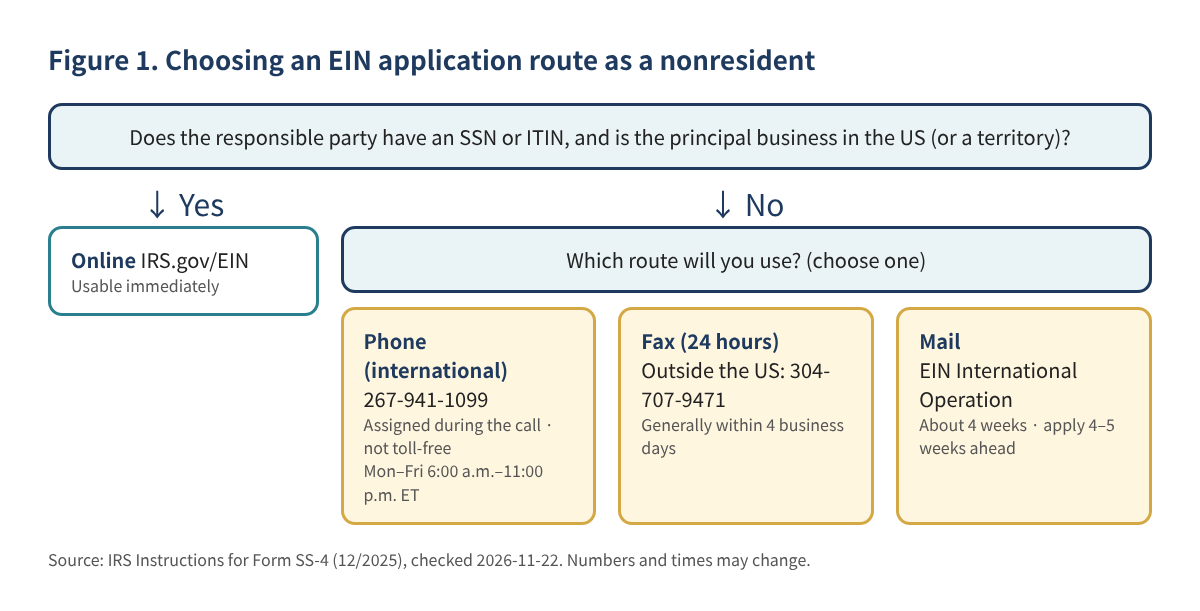 Figure 1. Choosing an EIN application route as a nonresident
Does the responsible party have an SSN or ITIN, and is the principal business in the US (or a territory)?
↓ Yes
↓ No
Online IRS.gov/EIN
Usable immediately
Which route will you use? (choose one)
Phone
(international)
267-941-1099
Assigned during the call ·
not toll-free
Mon–Fri 6:00 a.m.–11:00
p.m. ET
Fax (24 hours)
Outside the US: 304-
707-9471
Generally within 4 business
days
Mail
EIN International
Operation
About 4 weeks · apply 4–5
weeks ahead
Source: IRS Instructions for Form SS-4 (12/2025), checked 2026-11-22. Numbers and times may change.